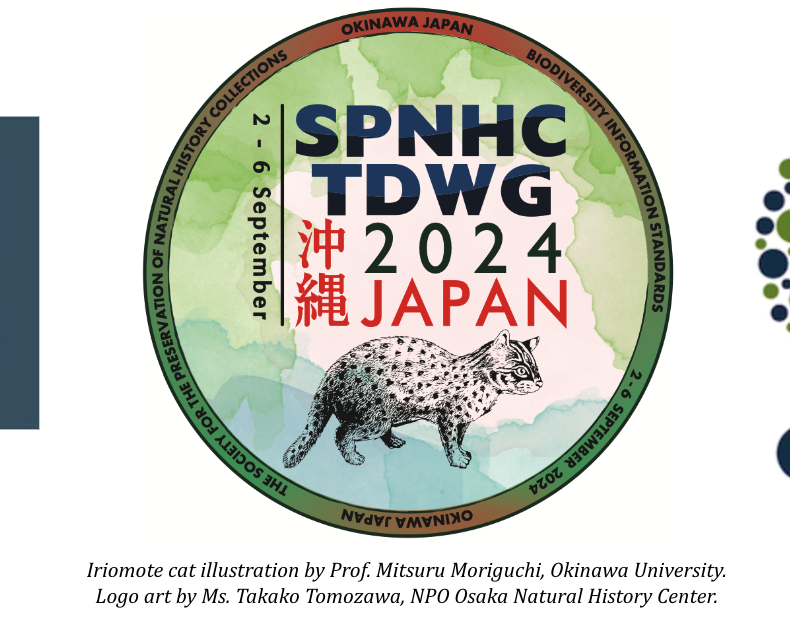 OKINAWA JAPAN
THE SOCIETY FOR THE PRESERVATION OF NATURAL HISTORY COLLECTIONS
BIODIVERSITY INFORMATION STANDARDS
2 - 6 September
SPNHC
TDWG
沖 2024
縄 JAPAN
2 - 6 SEPTEMBER 2024
OKINAWA JAPAN
Iriomote cat illustration by Prof. Mitsuru Moriguchi, Okinawa University.
Logo art by Ms. Takako Tomozawa, NPO Osaka Natural History Center.